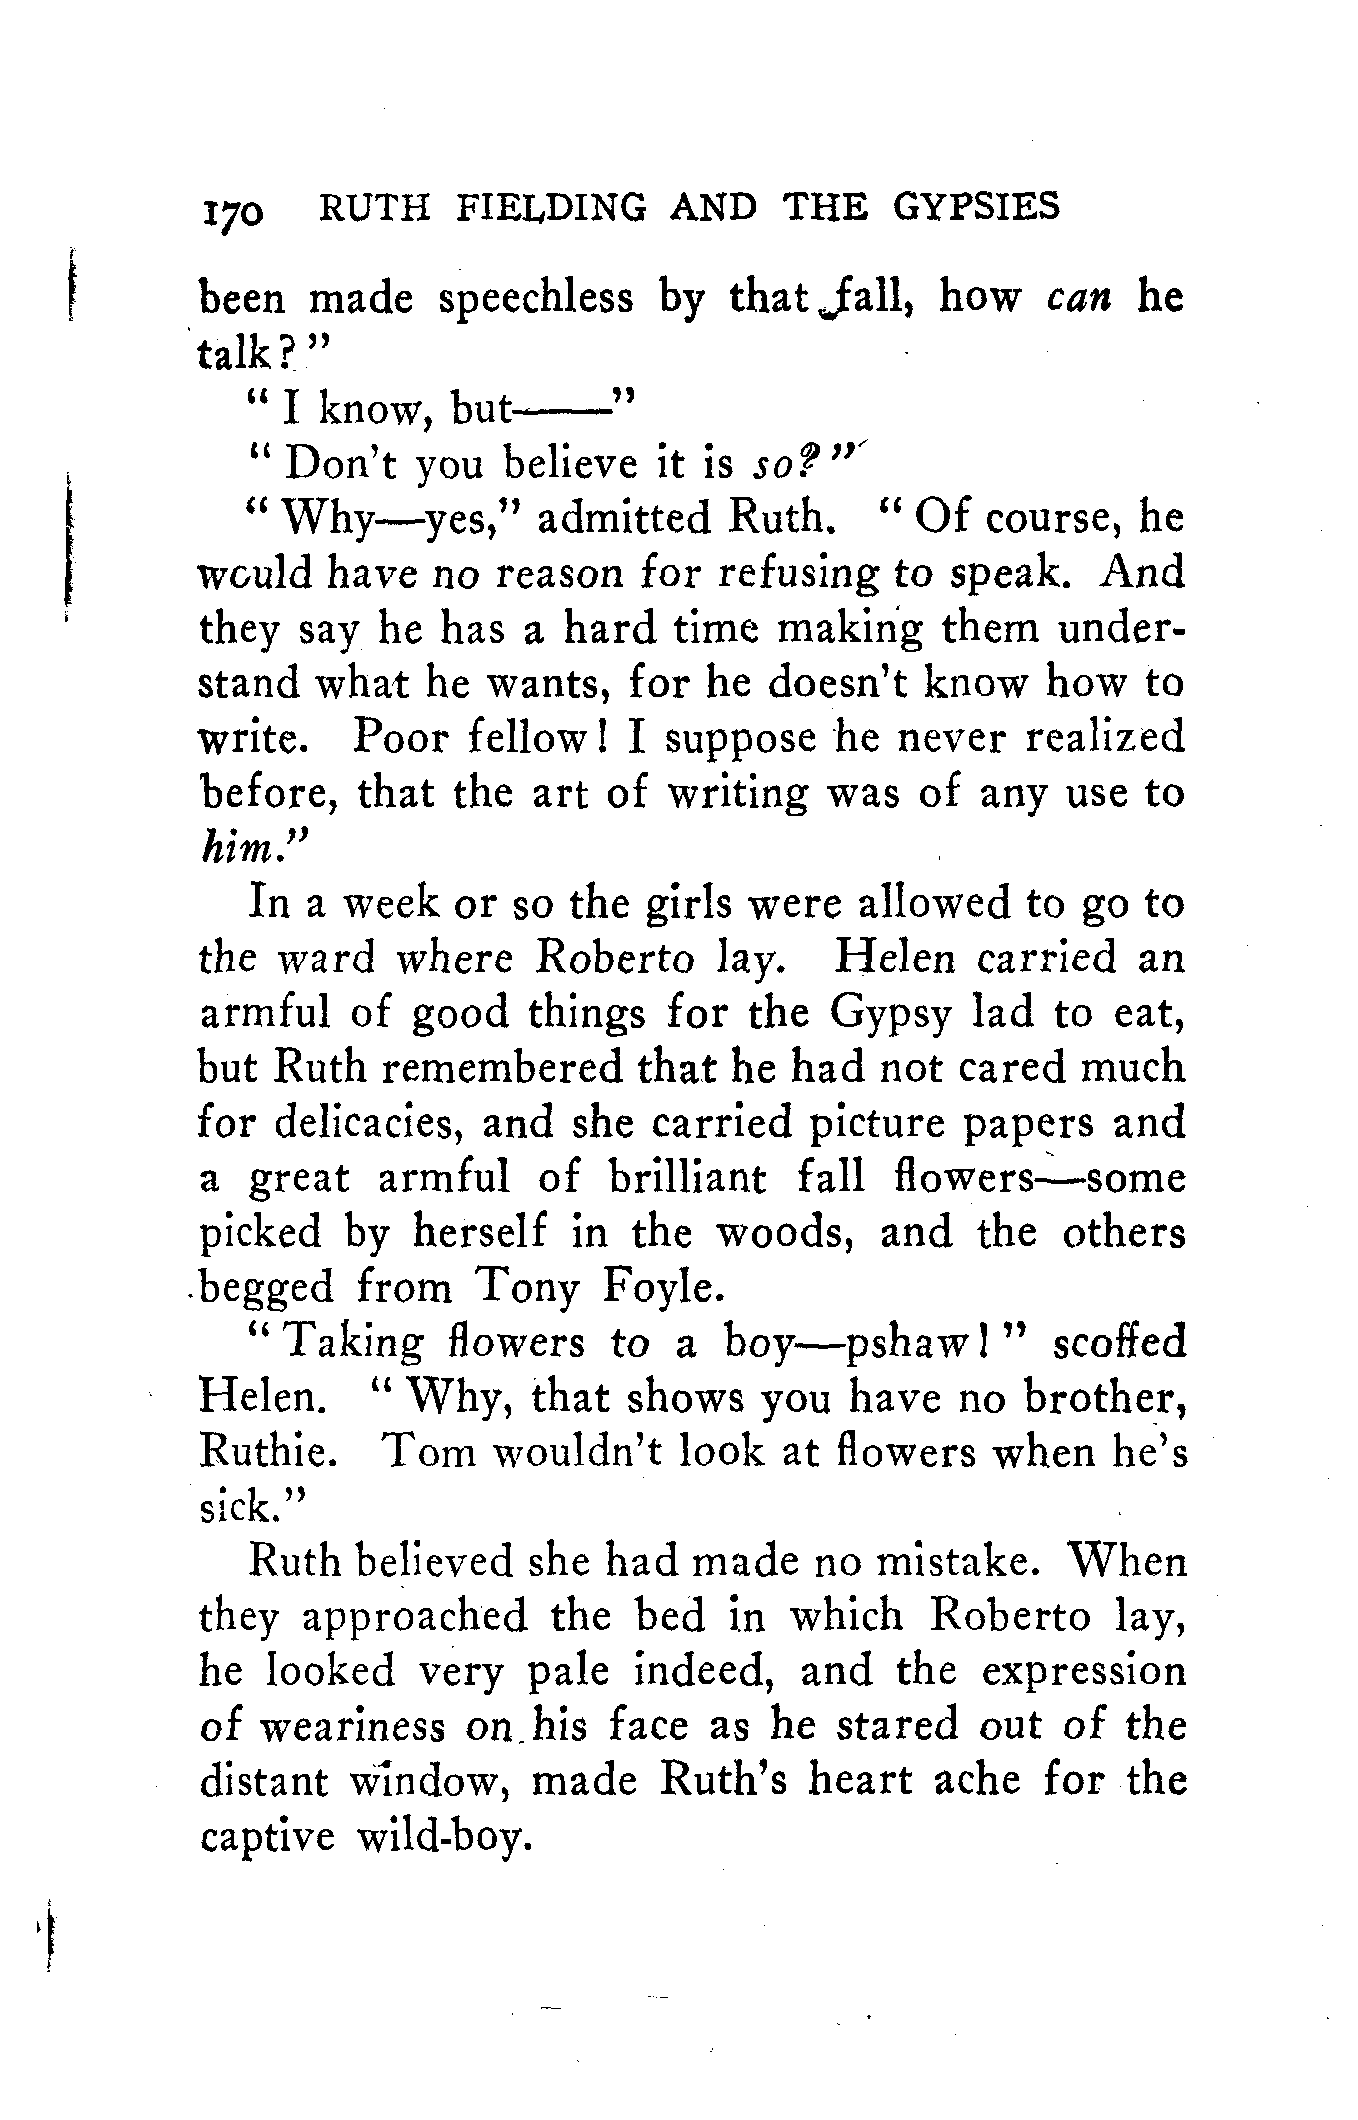 170 RUTH FIELDING AND THE GYPSIES
been made speechless by that fall, how can he
talk?"
"I know, but——"
"Don't you believe it is so?"
"Why—yes," admitted Ruth. "Of course, he
would have no reason for refusing to speak. And
they say he has a hard time making them under-
stand what he wants, for he doesn't know how to
write. Poor fellow! I suppose he never realized
before, that the art of writing was of any use to
him."
In a week or so the girls were allowed to go to
the ward where Roberto lay. Helen carried an
armful of good things for the Gypsy lad to eat,
but Ruth remembered that he had not cared much
for delicacies, and she carried picture papers and
a great armful of brilliant fall flowers—some
picked by herself in the woods, and the others
begged from Tony Foyle.
"Taking flowers to a boy—pshaw!" scoffed
Helen. "Why, that shows you have no brother,
Ruthie. Tom wouldn't look at flowers when he's
sick."
Ruth believed she had made no mistake. When
they approached the bed in which Roberto lay,
he looked very pale indeed, and the expression
of weariness on his face as he stared out of the
distant window, made Ruth's heart ache for the
captive wild-boy.